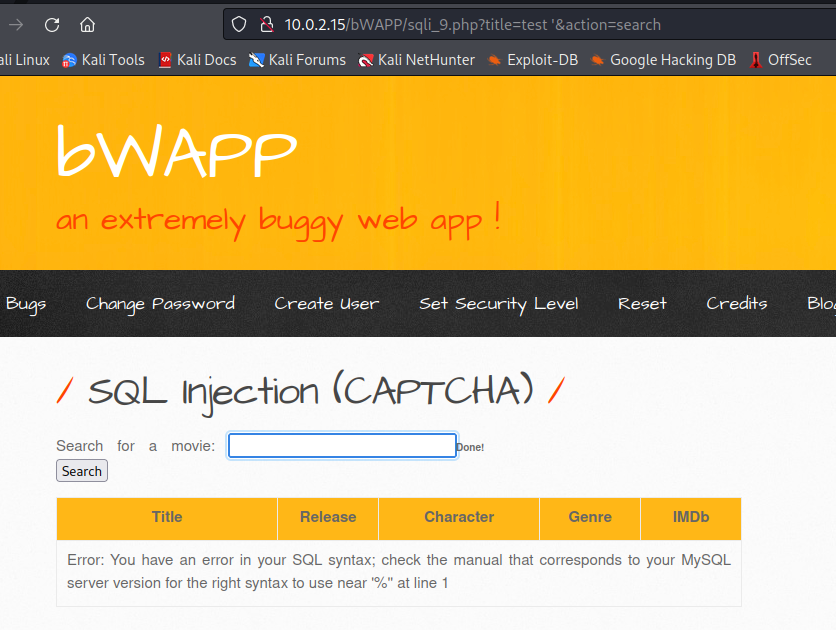 10.0.2.15/bWAPP/sqli_9.php?title=test '&action=search
ali Linux Kali Tools Kali Docs Kali Forums Kali NetHunter Exploit-DB Google Hacking DB OffSec
bWAPP
an extremely buggy web app !
Bugs Change Password Create User Set Security Level Reset Credits Blog
/ SQL Injection (CAPTCHA) /
Search for a movie: Done!
Search
Title Release Character Genre IMDb
Error: You have an error in your SQL syntax; check the manual that corresponds to your MySQL
server version for the right syntax to use near '%'' at line 1